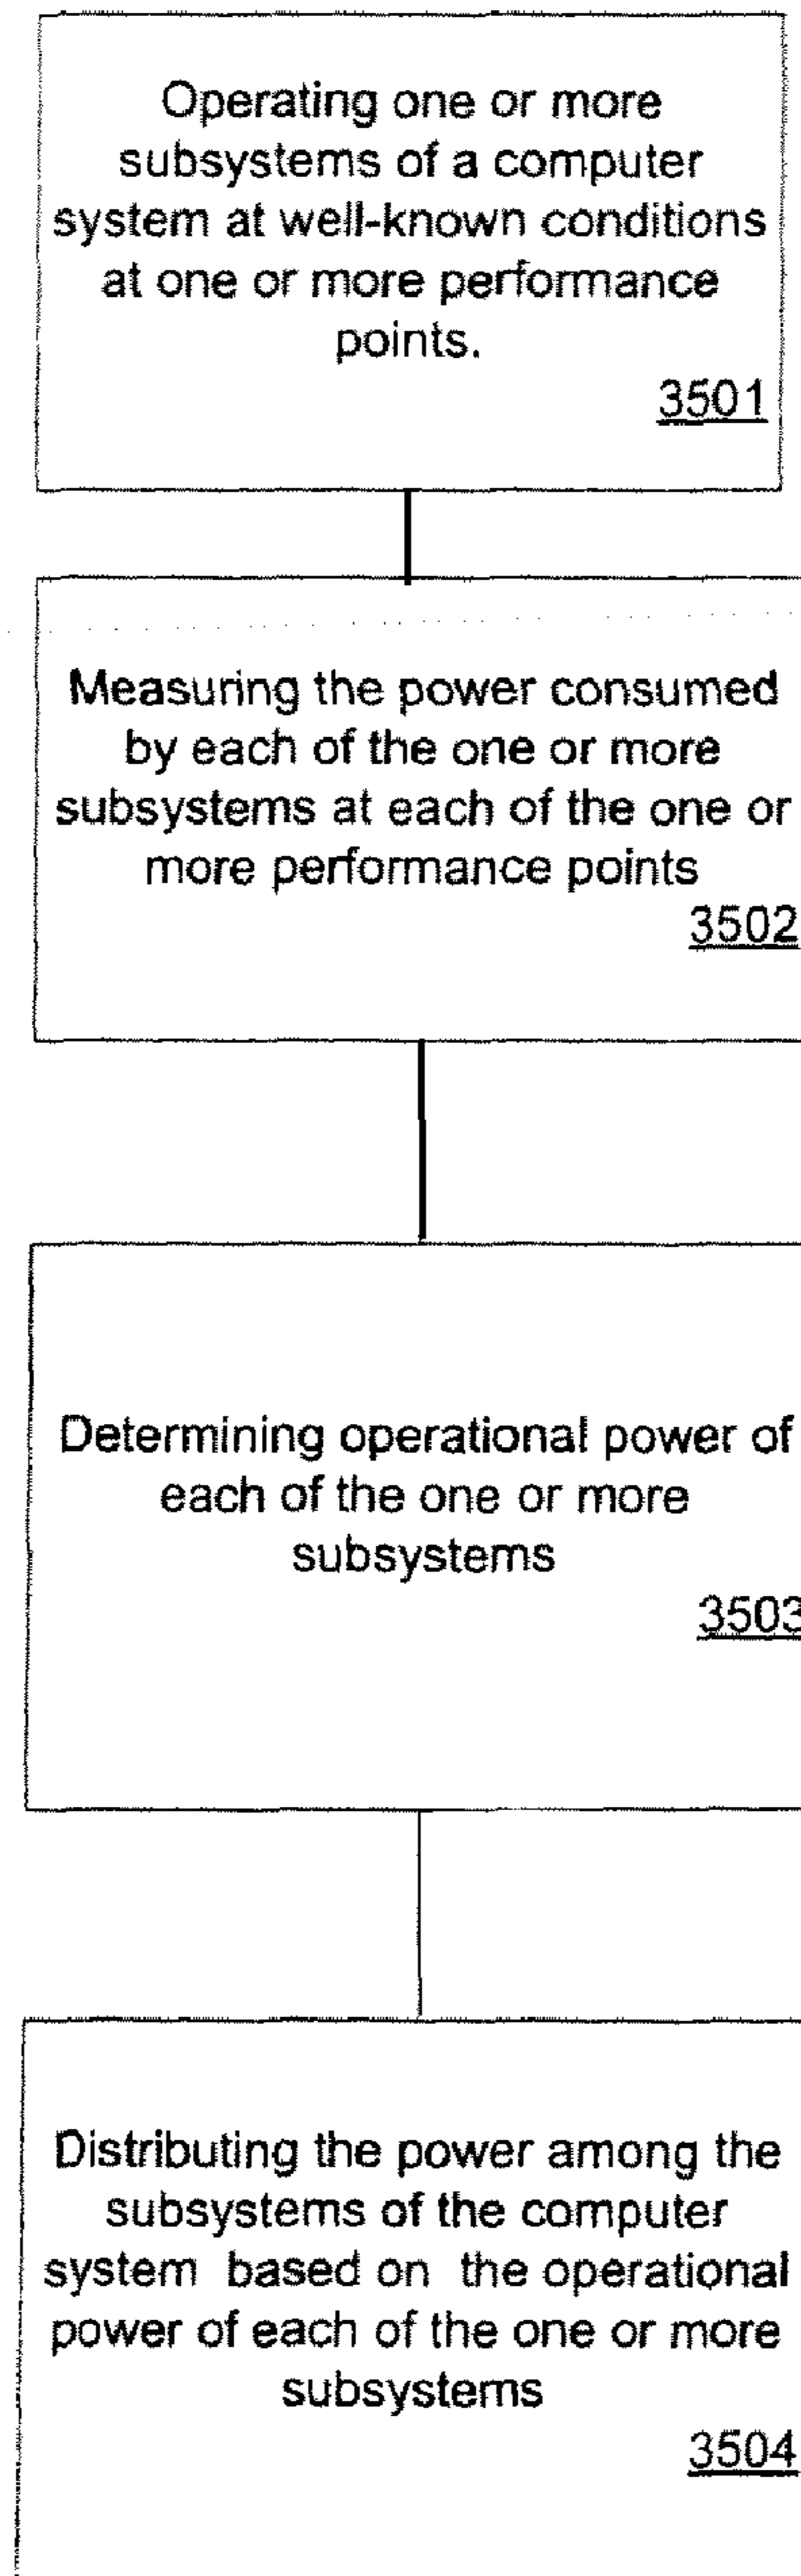 Operating one or more
subsystems of a computer
system at well-known conditions
at one or more performance
points.
3501
Measuring the power consumed
by each of the one or more
subsystems at each of the one or
more performance points
3502
Determining operational power of
each of the one or more
subsystems
3503
Distributing the power among the
subsystems of the computer
system based on the operational
power of each of the one or more
subsystems
3504